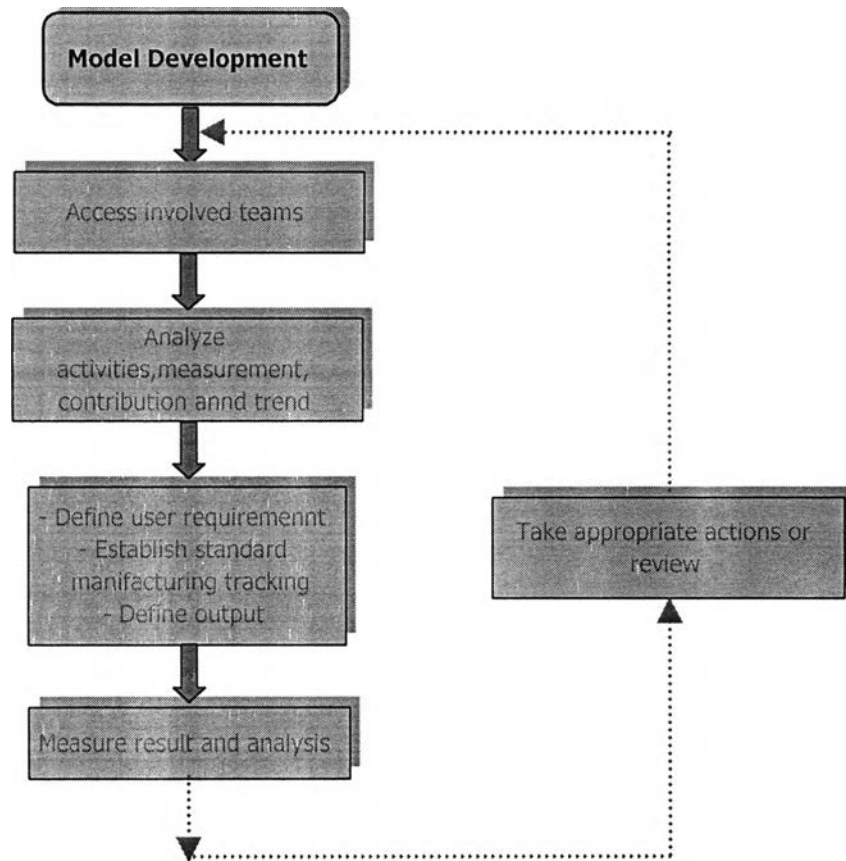 Model Development
Access involved teams
Analyze
activities,measurement,
contribution annd trend
- Define user requiremennt
- Establish standard
manifacturing tracking
- Define output
Measure result and analysis
Take appropriate actions or
review